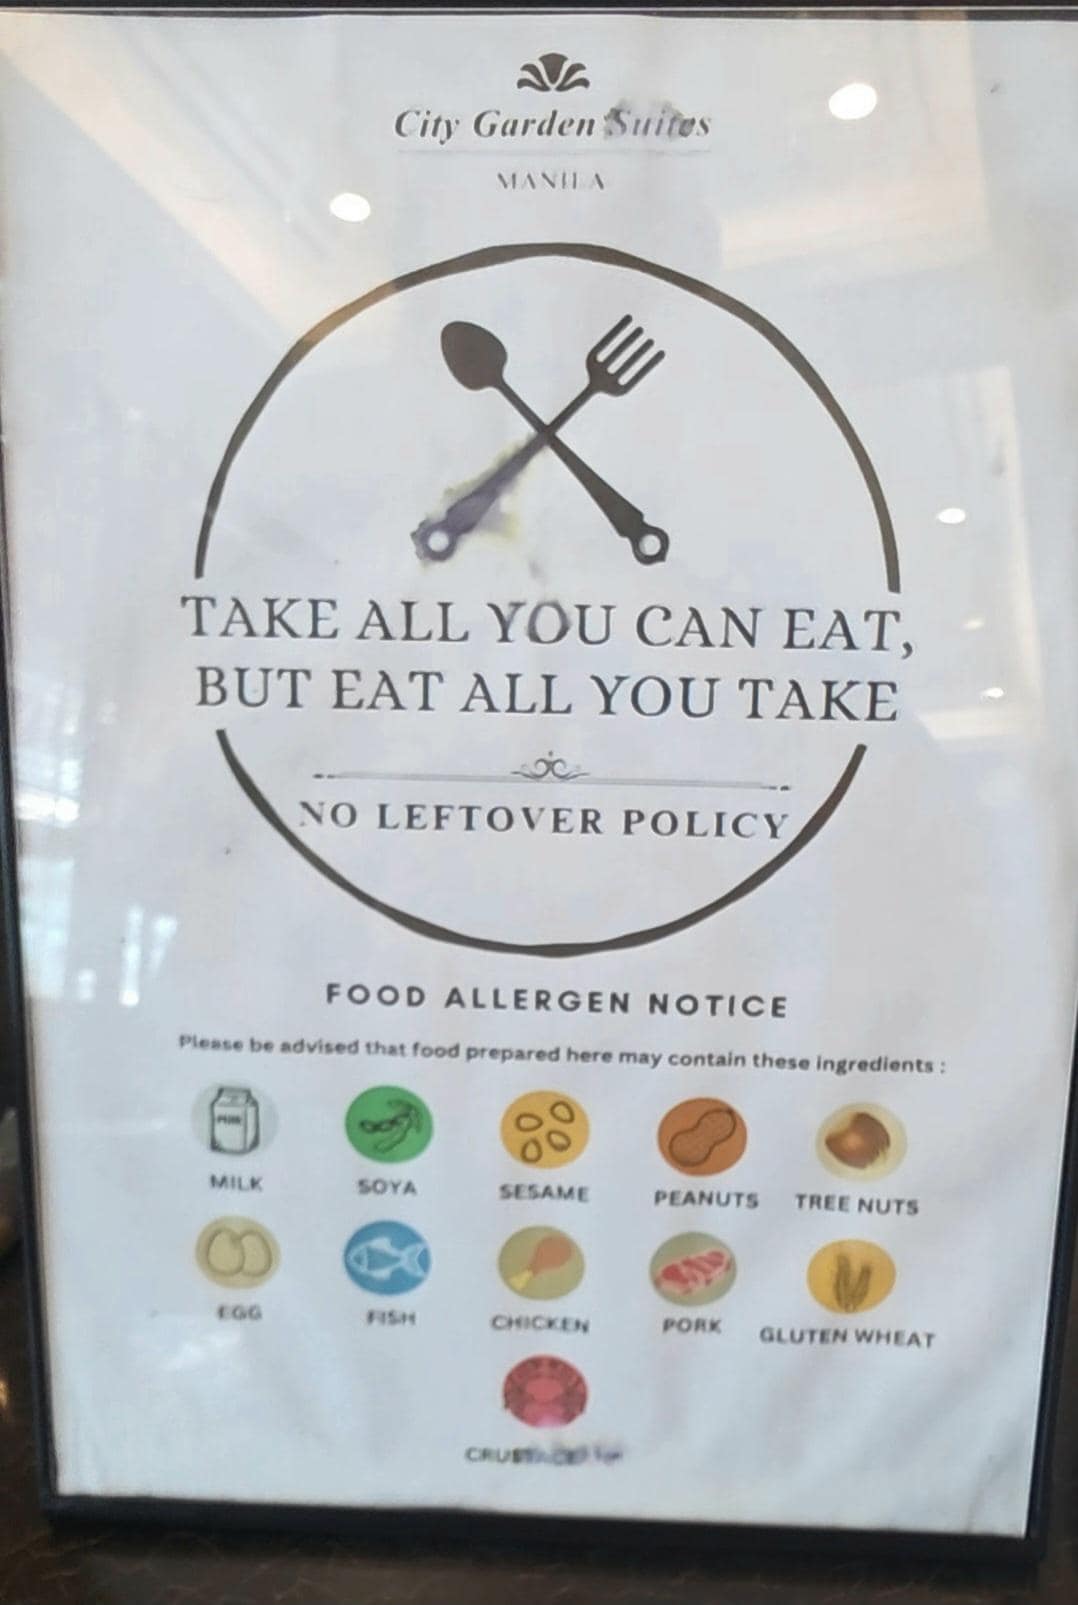 City Garden Suites
MANILA
TAKE ALL YOU CAN EAT,
BUT EAT ALL YOU TAKE
NO LEFTOVER POLICY
FOOD ALLERGEN NOTICE
Please be advised that food prepared here may contain these ingredients :
MILK
MILK SOYA SESAME PEANUTS TREE NUTS
EGG FISH CHICKEN PORK GLUTEN WHEAT